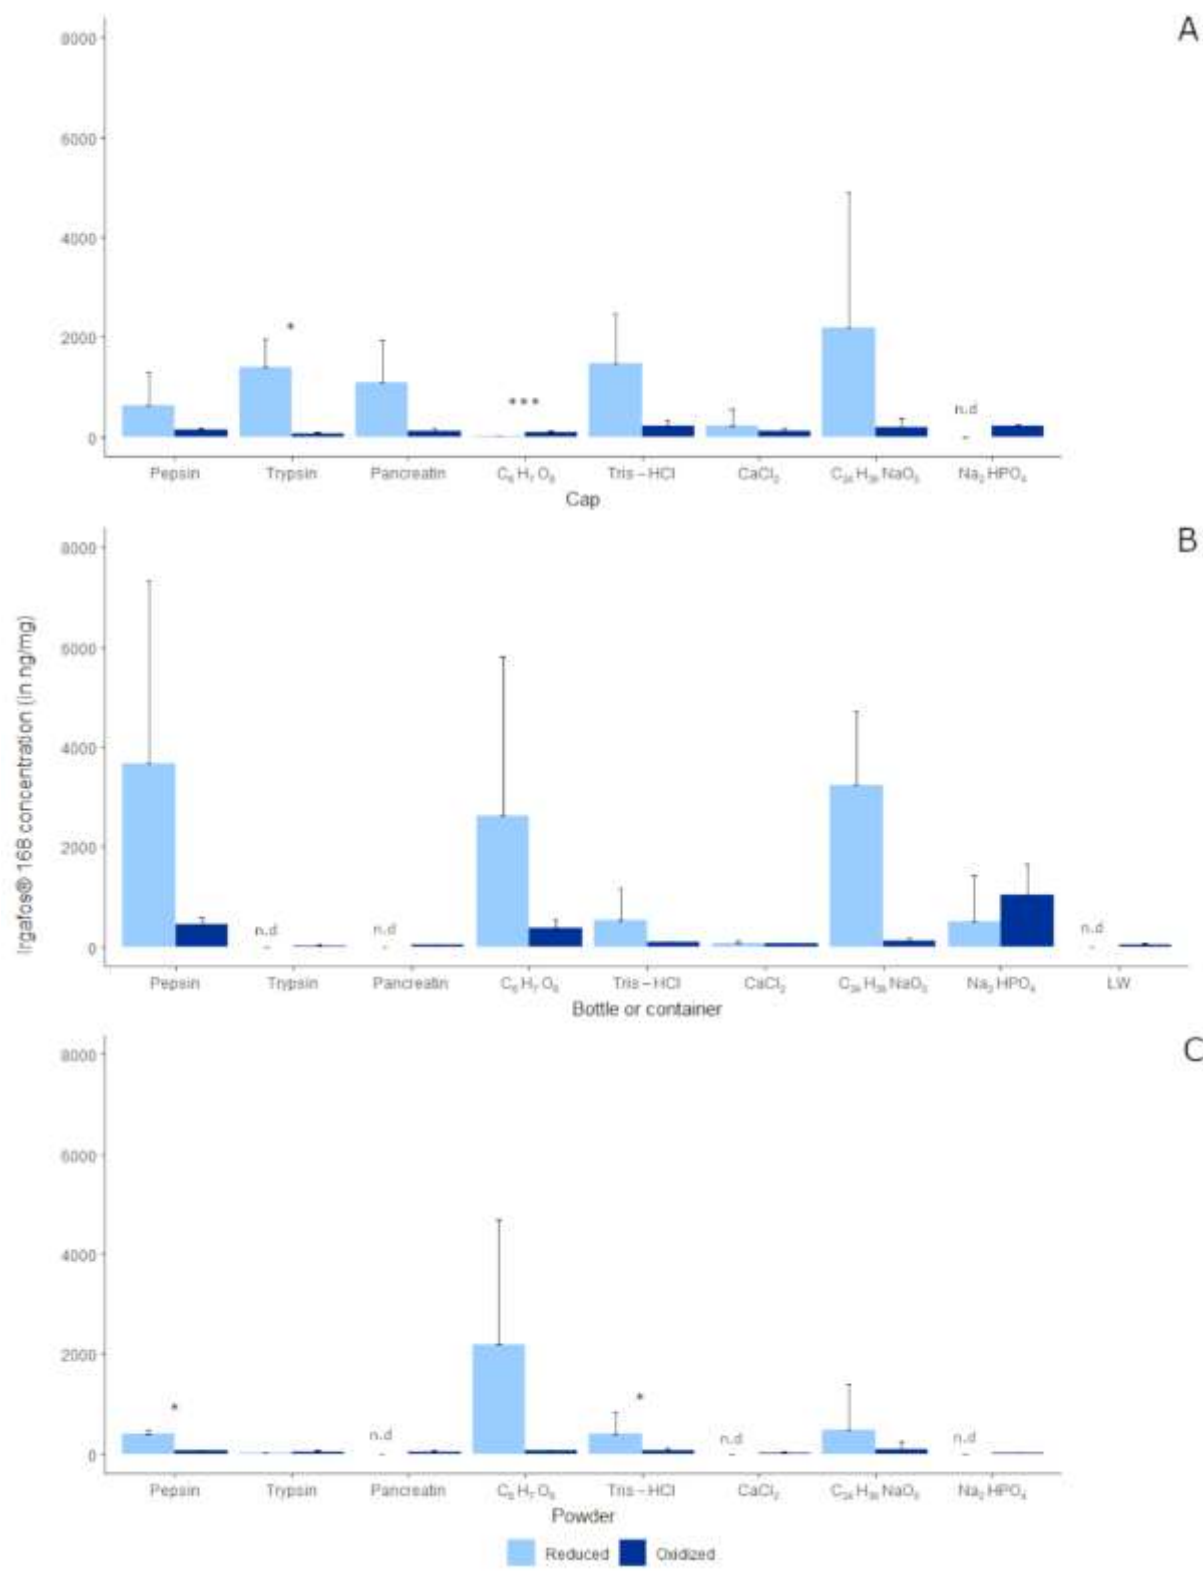 A
8000
6000
4000
2000
0
*
***
n.d
Pepsin Trypsin Pancreatin C₆H₇O₈ Tris–HCl CaCl₂ C₂₄H₃₉NaO₅ Na₂HPO₄
Cap
B
Irgafos® 168 concentration (in ng/mg)
8000
6000
4000
2000
0
n.d n.d n.d
Pepsin Trypsin Pancreatin C₆H₇O₈ Tris–HCl CaCl₂ C₂₄H₃₉NaO₅ Na₂HPO₄ LW
Bottle or container
C
8000
6000
4000
2000
0
* *
n.d n.d n.d
Pepsin Trypsin Pancreatin C₆H₇O₈ Tris–HCl CaCl₂ C₂₄H₃₉NaO₅ Na₂HPO₄
Powder
Reduced Oxidized